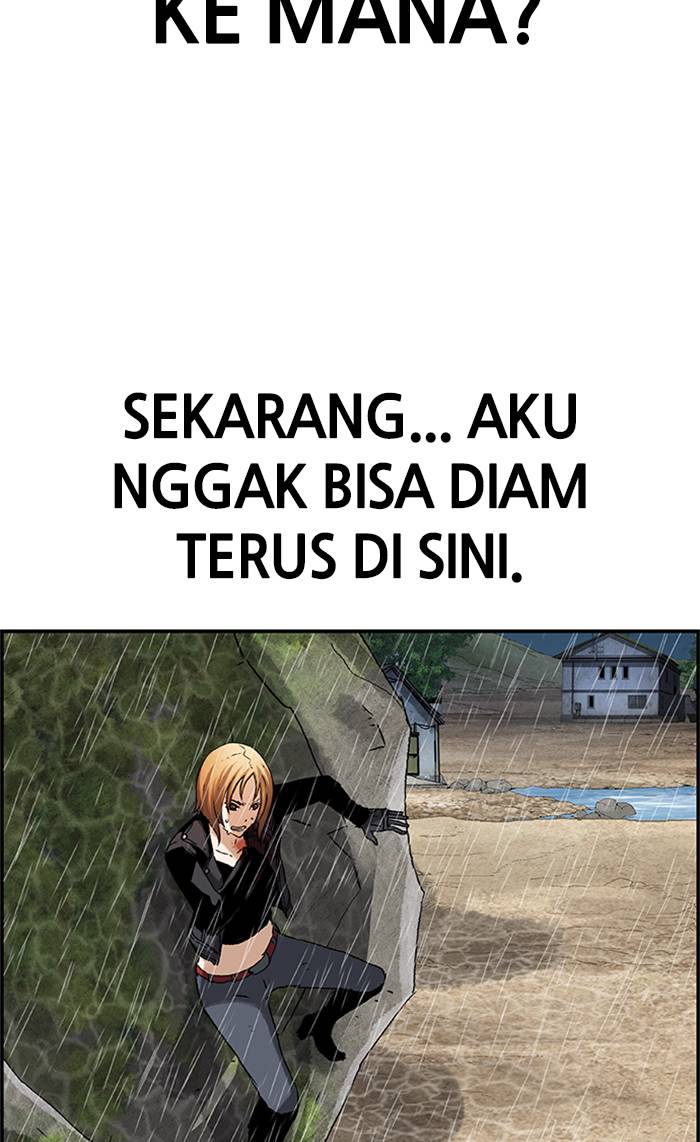 KE MANA?
SEKARANG... AKU
NGGAK BISA DIAM
TERUS DI SINI.